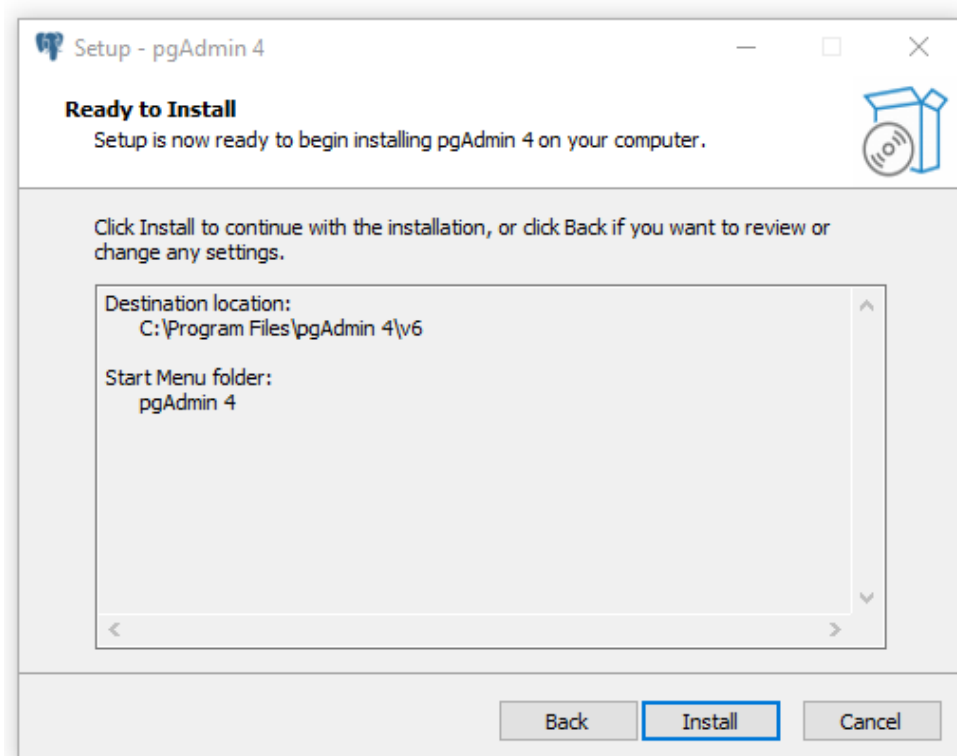 Setup - pgAdmin 4
Ready to Install
Setup is now ready to begin installing pgAdmin 4 on your computer.
Click Install to continue with the installation, or click Back if you want to review or
change any settings.
Destination location:
C:\Program Files\pgAdmin 4\v6
Start Menu folder:
pgAdmin 4
Back
Install
Cancel